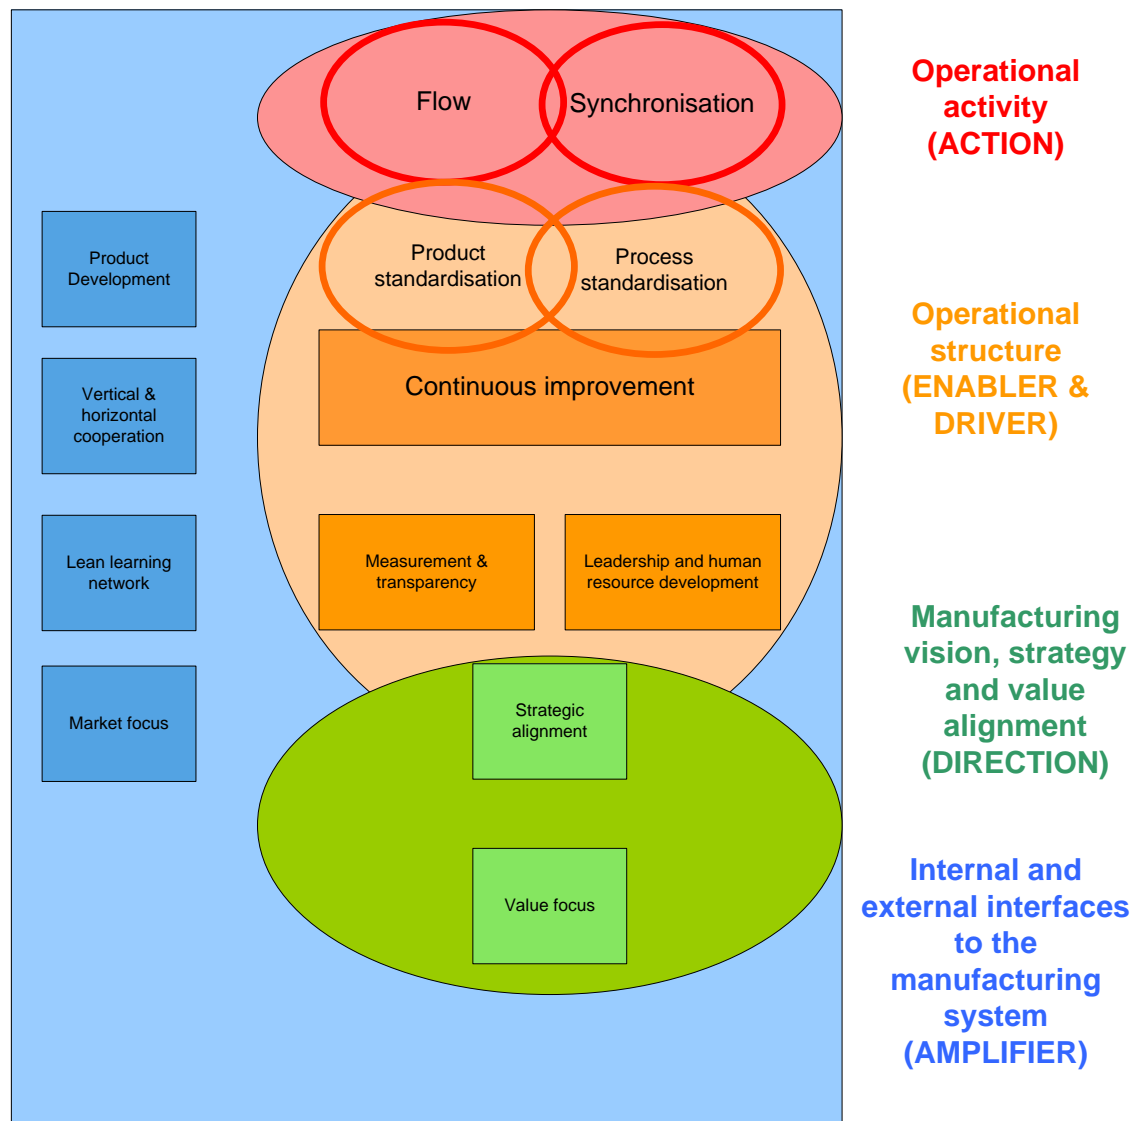 Flow
Synchronisation
Operational
activity
(ACTION)
Product
Development
Product
standardisation
Process
standardisation
Operational
structure
(ENABLER &
DRIVER)
Vertical &
horizontal
cooperation
Continuous improvement
Lean learning
network
Measurement &
transparency
Leadership and human
resource development
Manufacturing
vision, strategy
and value
alignment
(DIRECTION)
Market focus
Strategic
alignment
Value focus
Internal and
external interfaces
to the
manufacturing
system
(AMPLIFIER)